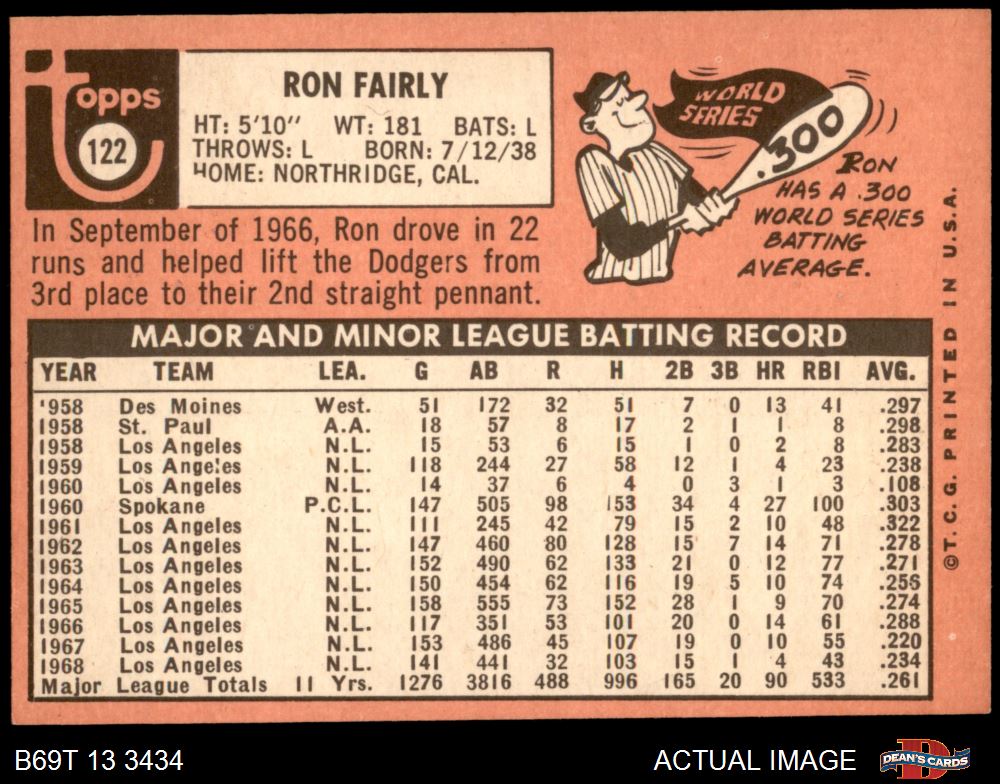 Topps
122
RON FAIRLY
HT: 5'10" WT: 181 BATS: L
THROWS: L BORN: 7/12/38
HOME: NORTHRIDGE, CAL.
In September of 1966, Ron drove in 22
runs and helped lift the Dodgers from
3rd place to their 2nd straight pennant.
WORLD
SERIES
.300
RON
HAS A .300
WORLD SERIES
BATTING
AVERAGE.
MAJOR AND MINOR LEAGUE BATTING RECORD
YEAR TEAM LEA. G AB R H 2B 3B HR RBI AVG.
1958 Des Moines West. 51 172 32 51 7 0 13 41 .297
1958 St. Paul A.A. 18 57 8 17 2 1 1 8 .298
1958 Los Angeles N.L. 15 53 6 15 1 0 2 8 .283
1959 Los Angeles N.L. 118 244 27 58 12 1 4 23 .238
1960 Los Angeles N.L. 14 37 6 4 0 3 1 3 .108
1960 Spokane P.C.L. 147 505 98 153 34 4 27 100 .303
1961 Los Angeles N.L. 111 245 42 79 15 2 10 48 .322
1962 Los Angeles N.L. 147 460 80 128 15 7 14 71 .278
1963 Los Angeles N.L. 152 490 62 133 21 0 12 77 .271
1964 Los Angeles N.L. 150 454 62 116 19 5 10 74 .256
1965 Los Angeles N.L. 158 555 73 152 28 1 9 70 .274
1966 Los Angeles N.L. 117 351 53 101 20 0 14 61 .288
1967 Los Angeles N.L. 153 486 45 107 19 0 10 55 .220
1968 Los Angeles N.L. 141 441 32 103 15 1 4 43 .234
Major League Totals 11 Yrs. 1276 3816 488 996 165 20 90 533 .261
©T. C. G. PRINTED IN U.S.A.
B69T 13 3434
ACTUAL IMAGE
DEAN'S CARDS